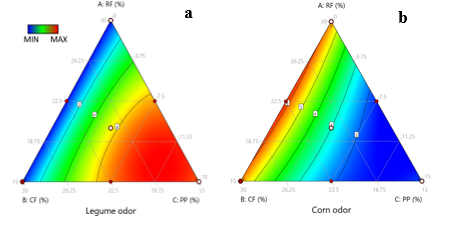 A: RF (%)
a
30
MIN MAX
26.25
3.75
22.5
7.5
18.75
11.25
15
15
30
26.25
22.5
18.75
15
B: CF (%)
C: PP (%)
Legume odor
A: RF (%)
b
30
26.25
3.75
22.5
7.5
18.75
11.25
15
15
30
26.25
22.5
18.75
15
B: CF (%)
C: PP (%)
Corn odor